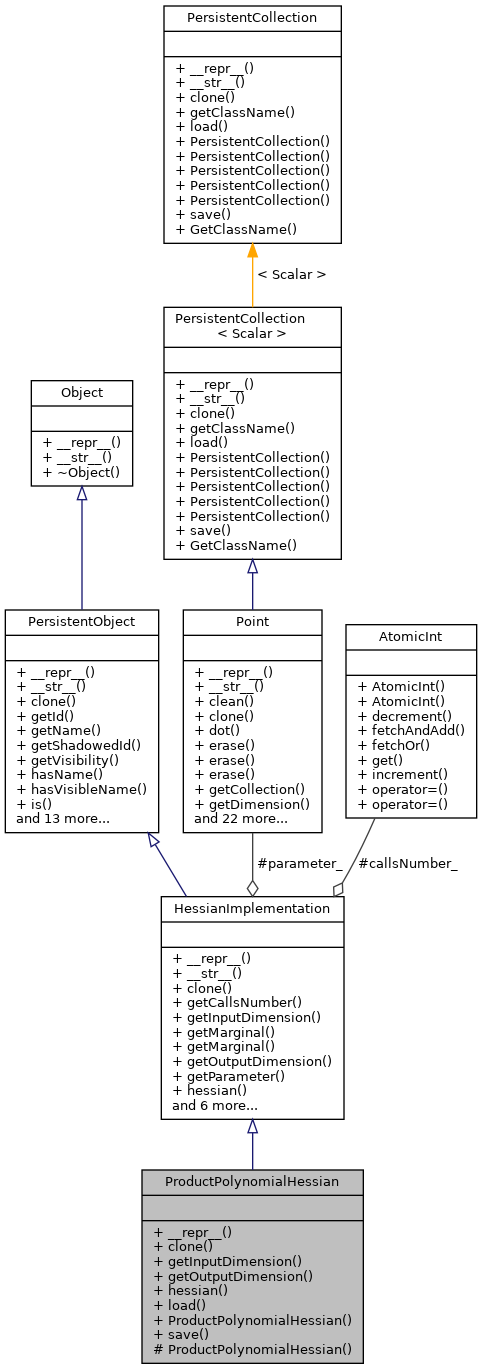 PersistentCollection
+ __repr__()
+ __str__()
+ clone()
+ getClassName()
+ load()
+ PersistentCollection()
+ PersistentCollection()
+ PersistentCollection()
+ PersistentCollection()
+ PersistentCollection()
+ save()
+ GetClassName()
< Scalar >
PersistentCollection
< Scalar >
+ __repr__()
+ __str__()
+ clone()
+ getClassName()
+ load()
+ PersistentCollection()
+ PersistentCollection()
+ PersistentCollection()
+ PersistentCollection()
+ PersistentCollection()
+ save()
+ GetClassName()
Object
+ __repr__()
+ __str__()
+ ~Object()
PersistentObject
+ __repr__()
+ __str__()
+ clone()
+ getId()
+ getName()
+ getShadowedId()
+ getVisibility()
+ hasName()
+ hasVisibleName()
+ is()
and 13 more...
Point
+ __repr__()
+ __str__()
+ clean()
+ clone()
+ dot()
+ erase()
+ erase()
+ erase()
+ getCollection()
+ getDimension()
and 22 more...
AtomicInt
+ AtomicInt()
+ AtomicInt()
+ decrement()
+ fetchAndAdd()
+ fetchOr()
+ get()
+ increment()
+ operator=()
+ operator=()
#parameter_
#callsNumber_
HessianImplementation
+ __repr__()
+ __str__()
+ clone()
+ getCallsNumber()
+ getInputDimension()
+ getMarginal()
+ getMarginal()
+ getOutputDimension()
+ getParameter()
+ hessian()
and 6 more...
ProductPolynomialHessian
+ __repr__()
+ clone()
+ getInputDimension()
+ getOutputDimension()
+ hessian()
+ load()
+ ProductPolynomialHessian()
+ save()
# ProductPolynomialHessian()